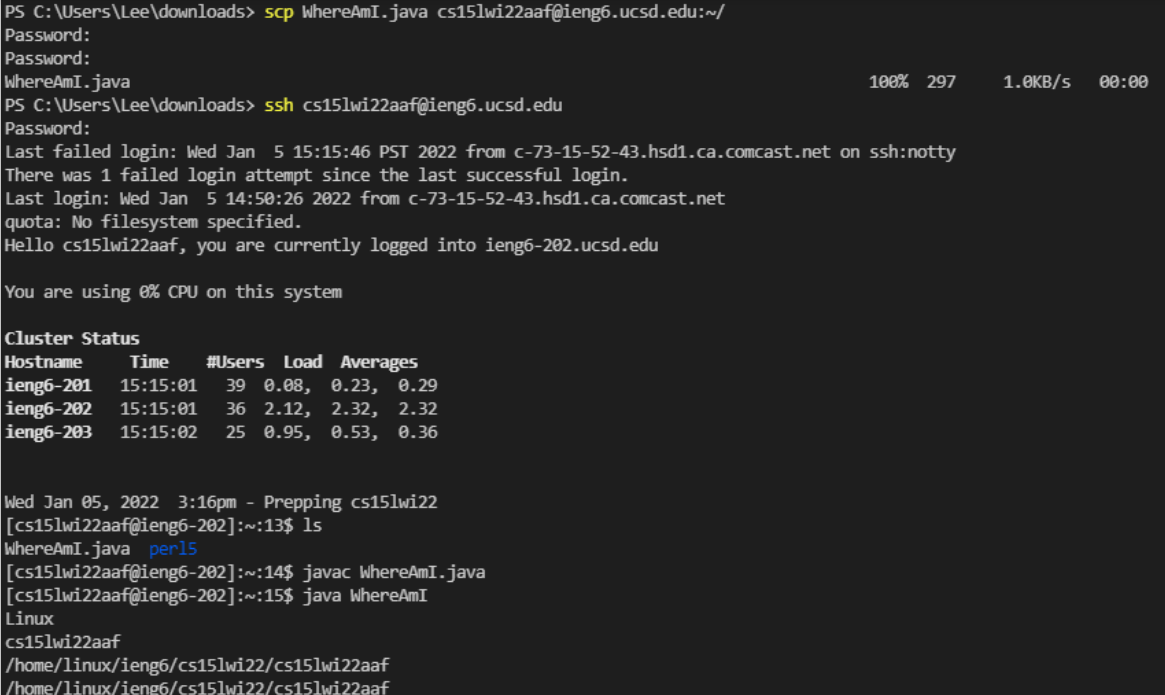 PS C:\Users\Lee\downloads> scp WhereAmI.java cs15lwi22aaf@ieng6.ucsd.edu:~/
Password:
Password:
WhereAmI.java 100% 297 1.0KB/s 00:00
PS C:\Users\Lee\downloads> ssh cs15lwi22aaf@ieng6.ucsd.edu
Password:
Last failed login: Wed Jan  5 15:15:46 PST 2022 from c-73-15-52-43.hsd1.ca.comcast.net on ssh:notty
There was 1 failed login attempt since the last successful login.
Last login: Wed Jan  5 14:50:26 2022 from c-73-15-52-43.hsd1.ca.comcast.net
quota: No filesystem specified.
Hello cs15lwi22aaf, you are currently logged into ieng6-202.ucsd.edu
You are using 0% CPU on this system
Cluster Status
Hostname Time #Users Load Averages
ieng6-201 15:15:01 39 0.08, 0.23, 0.29
ieng6-202 15:15:01 36 2.12, 2.32, 2.32
ieng6-203 15:15:02 25 0.95, 0.53, 0.36
Wed Jan 05, 2022  3:16pm - Prepping cs15lwi22
[cs15lwi22aaf@ieng6-202]:~:13$ ls
WhereAmI.java perl5
[cs15lwi22aaf@ieng6-202]:~:14$ javac WhereAmI.java
[cs15lwi22aaf@ieng6-202]:~:15$ java WhereAmI
Linux
cs15lwi22aaf
/home/linux/ieng6/cs15lwi22/cs15lwi22aaf
/home/linux/ieng6/cs15lwi22/cs15lwi22aaf